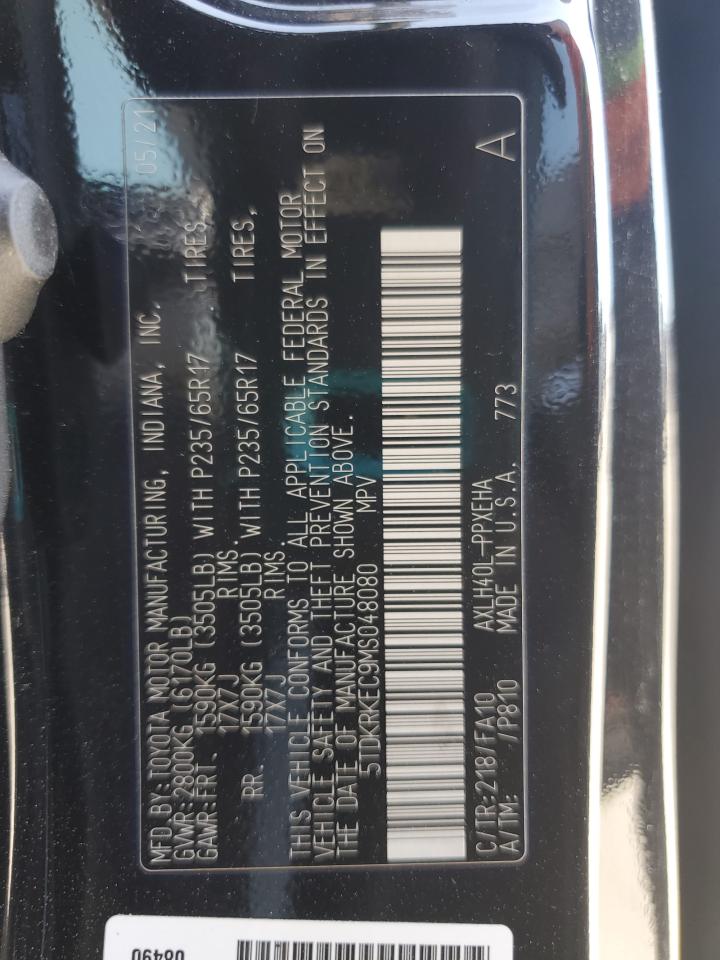 MFD. BY: TOYOTA MOTOR MANUFACTURING, INDIANA, INC. 05/21
GVWR: 2800KG (6170LB)
GAWR: FRT. 1590KG (3505LB) WITH P235/65R17 TIRES,
17X7J RIMS.
RR. 1590KG (3505LB) WITH P235/65R17 TIRES,
17X7J RIMS
THIS VEHICLE CONFORMS TO ALL APPLICABLE FEDERAL MOTOR
VEHICLE SAFETY AND THEFT PREVENTION STANDARDS IN EFFECT ON
THE DATE OF MANUFACTURE SHOWN ABOVE.
5TDKRKEC9MS048080 MPV
C/TR: 218/FA10 AXLH40L-PPXEHA A
A/TM: /P810 MADE IN U.S.A. 773
08490